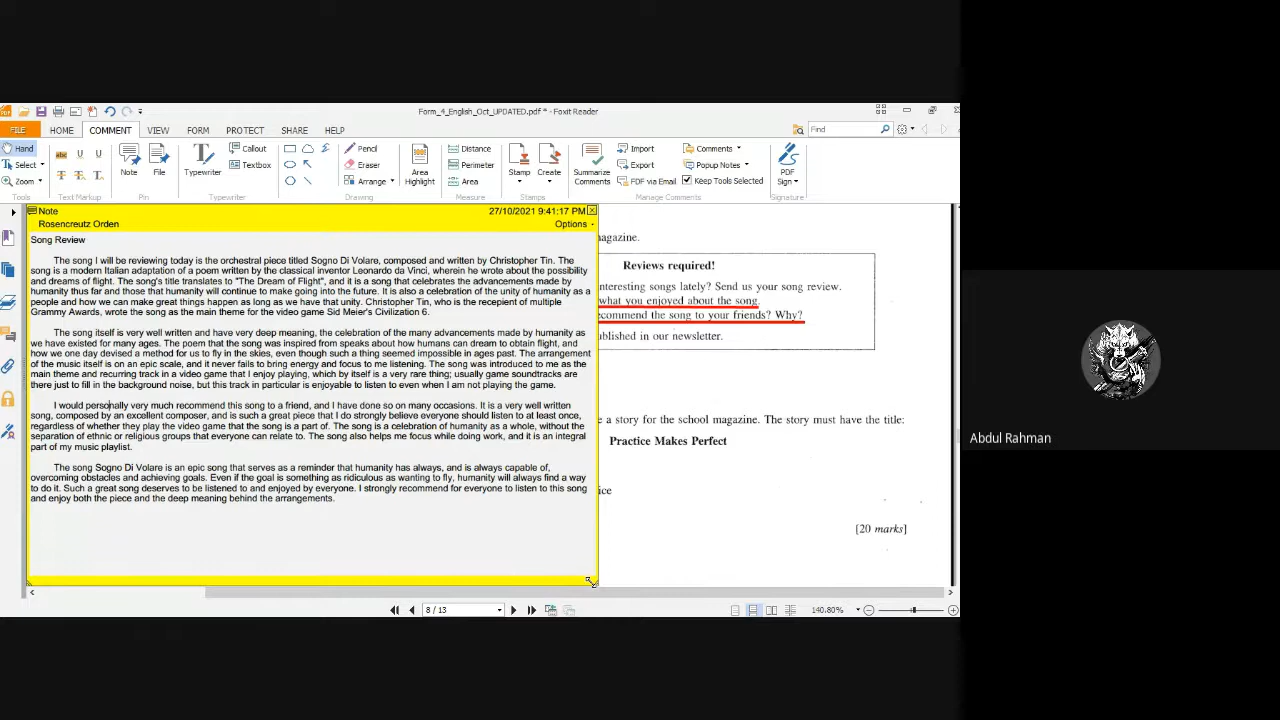 Form_4_English_Oct_UPDATED.pdf * - Foxit Reader
FILE HOME COMMENT VIEW FORM PROTECT SHARE HELP Find
Hand Select Zoom Tools
Text Markup
Note File Pin
Typewriter Callout Textbox Typewriter
Pencil Eraser Arrange Drawing
Area Highlight Distance Perimeter Area Measure
Stamp Create Stamps
Summarize Comments Import Export FDF via Email Comments Popup Notes Keep Tools Selected Manage Comments
PDF Sign Signature
Note 27/10/2021 9:41:17 PM
Rosencreutz Orden Options
Song Review
The song I will be reviewing today is the orchestral piece titled Sogno Di Volare, composed and written by Christopher Tin. The
song is a modern Italian adaptation of a poem written by the classical inventor Leonardo da Vinci, wherein he wrote about the possibility
and dreams of flight. The song's title translates to "The Dream of Flight", and it is a song that celebrates the advancements made by
humanity thus far and those that humanity will continue to make going into the future. It is also a celebration of the unity of humanity as a
people and how we can make great things happen as long as we have that unity. Christopher Tin, who is the recepient of multiple
Grammy Awards, wrote the song as the main theme for the video game Sid Meier's Civilization 6.
The song itself is very well written and have very deep meaning, the celebration of the many advancements made by humanity as
we have existed for many ages. The poem that the song was inspired from speaks about how humans can dream to obtain flight, and
how we one day devised a method for us to fly in the skies, even though such a thing seemed impossible in ages past. The arrangement
of the music itself is on an epic scale, and it never fails to bring energy and focus to me listening. The song was introduced to me as the
main theme and recurring track in a video game that I enjoy playing, which by itself is a very rare thing; usually game soundtracks are
there just to fill in the background noise, but this track in particular is enjoyable to listen to even when I am not playing the game.
I would personally very much recommend this song to a friend, and I have done so on many occasions. It is a very well written
song, composed by an excellent composer, and is such a great piece that I do strongly believe everyone should listen to at least once,
regardless of whether they play the video game that the song is a part of. The song is a celebration of humanity as a whole, without the
separation of ethnic or religious groups that everyone can relate to. The song also helps me focus while doing work, and it is an integral
part of my music playlist.
The song Sogno Di Volare is an epic song that serves as a reminder that humanity has always, and is always capable of,
overcoming obstacles and achieving goals. Even if the goal is something as ridiculous as wanting to fly, humanity will always find a way
to do it. Such a great song deserves to be listened to and enjoyed by everyone. I strongly recommend for everyone to listen to this song
and enjoy both the piece and the deep meaning behind the arrangements.
agazine.
Reviews required!
nteresting songs lately? Send us your song review.
what you enjoyed about the song.
ecommend the song to your friends? Why?
ublished in our newsletter.
e a story for the school magazine. The story must have the title:
Practice Makes Perfect
ice
[20 marks]
8 / 13 140.80%
Abdul Rahman